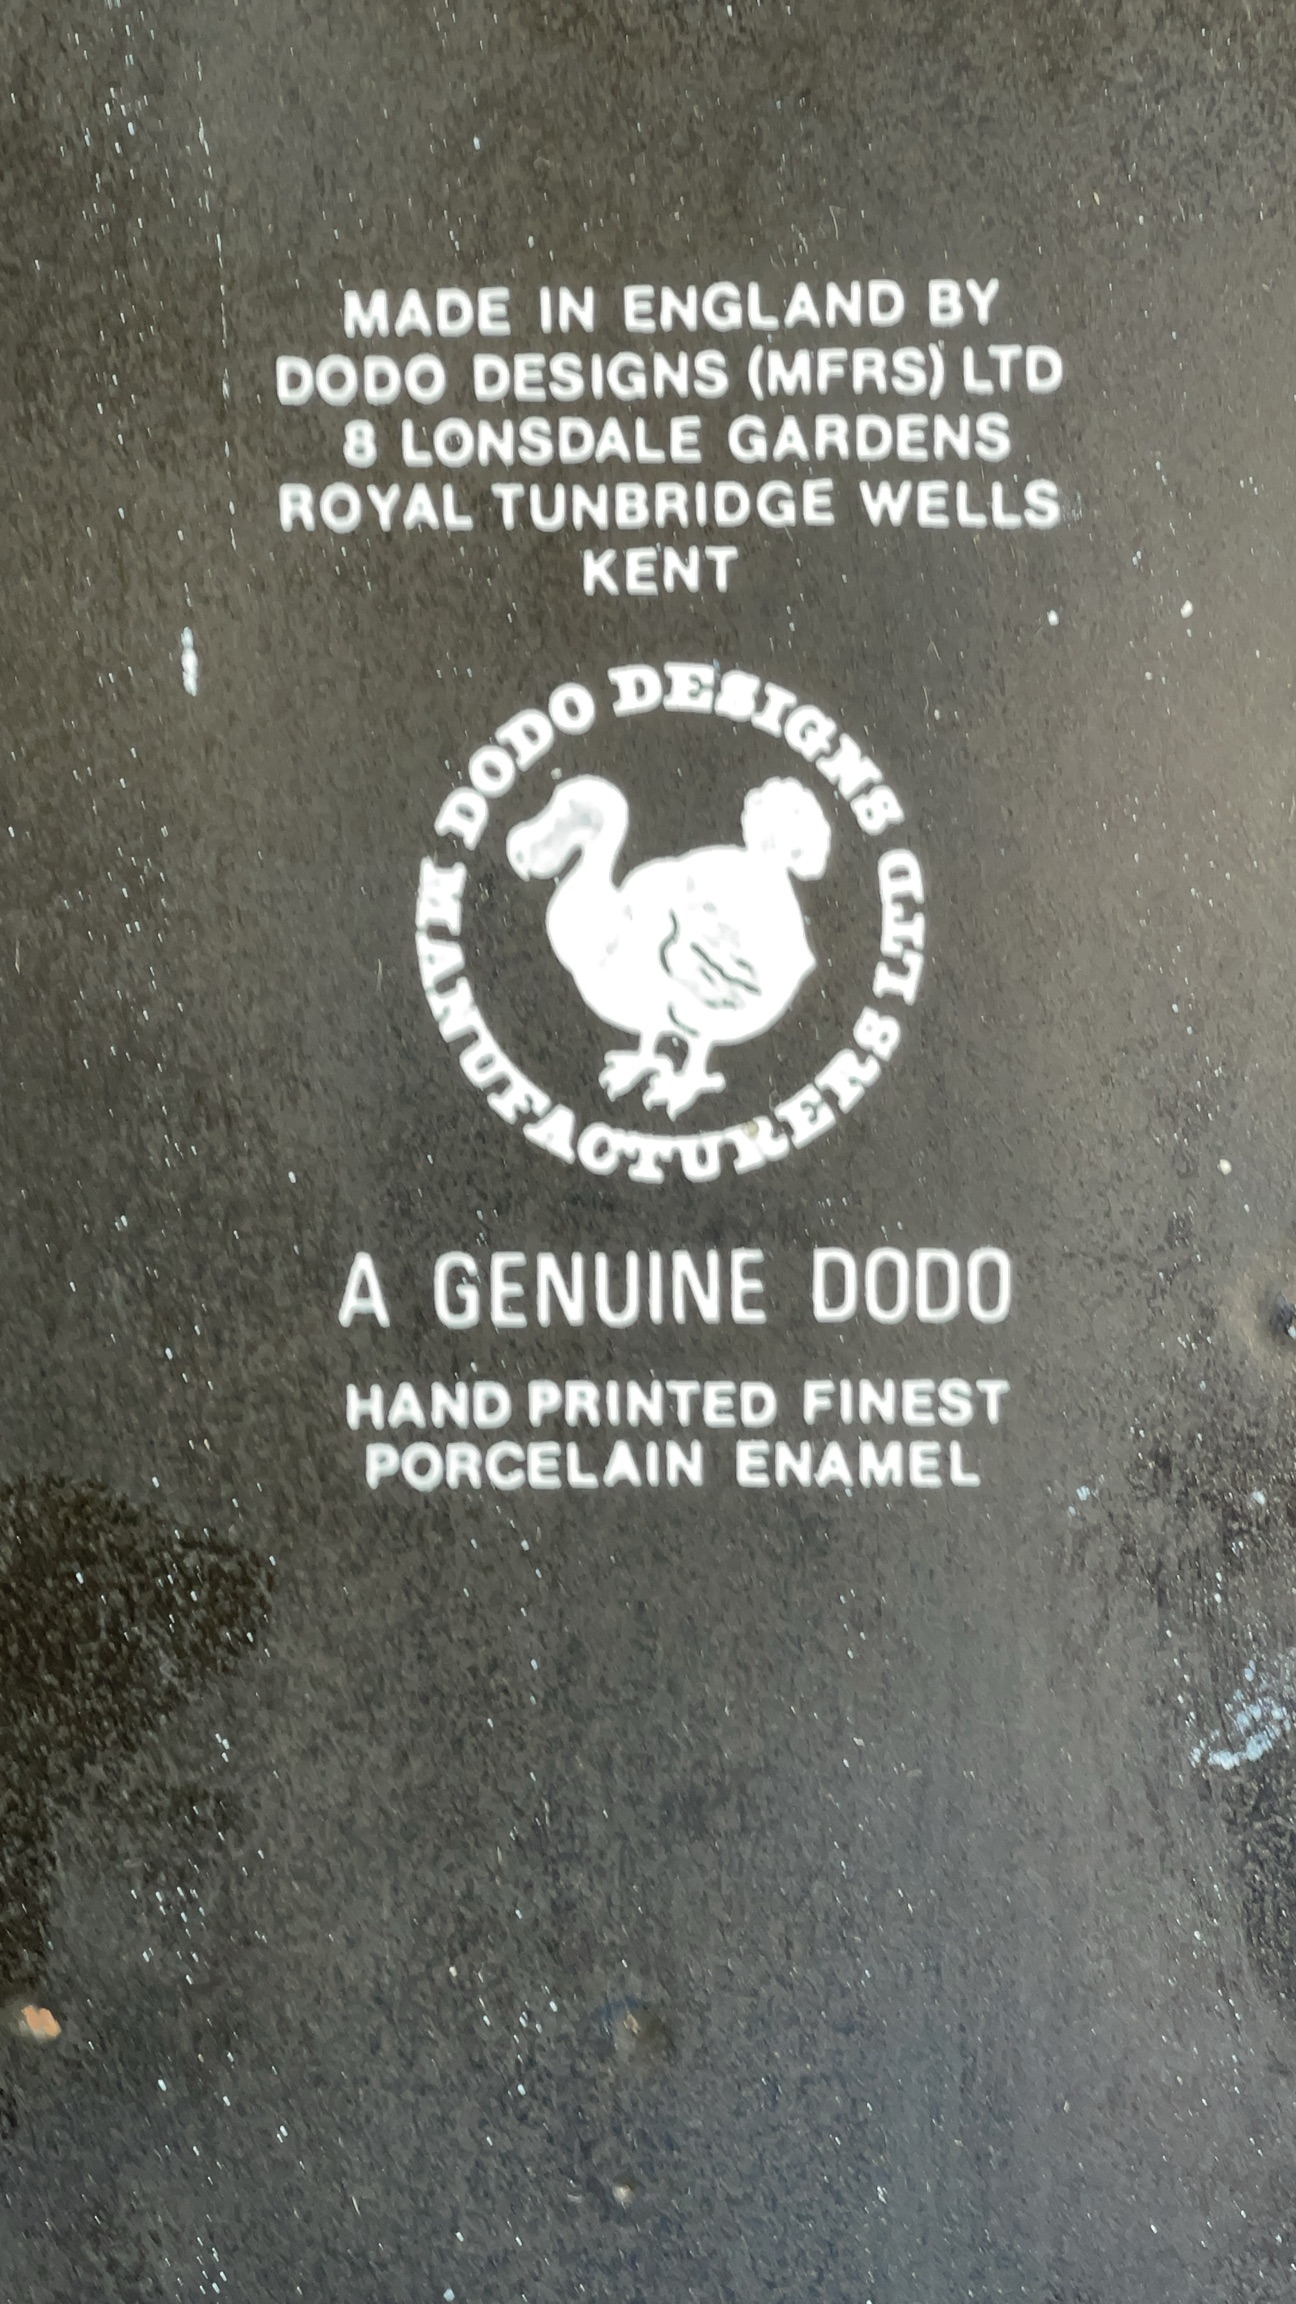 MADE IN ENGLAND BY
DODO DESIGNS (MFRS) LTD
8 LONSDALE GARDENS
ROYAL TUNBRIDGE WELLS
KENT
DODO DESIGNS
MANUFACTURERS LTD
A GENUINE DODO
HAND PRINTED FINEST
PORCELAIN ENAMEL